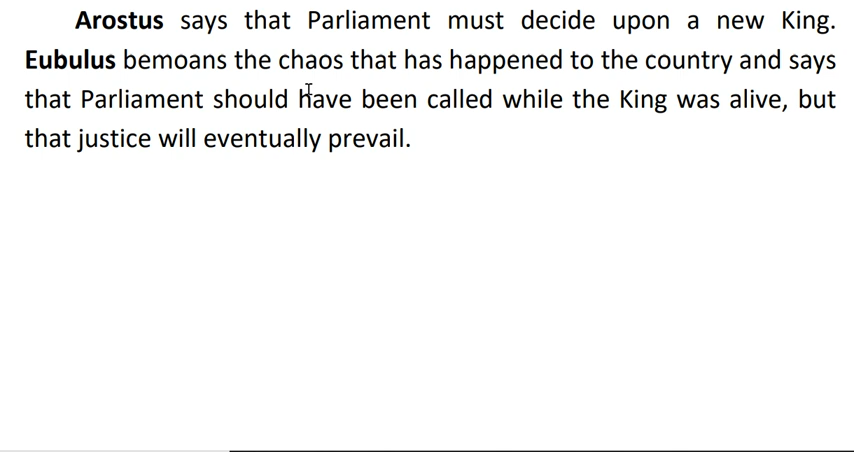 Arostus says that Parliament must decide upon a new King.
Eubulus bemoans the chaos that has happened to the country and says
that Parliament should have been called while the King was alive, but
that justice will eventually prevail.